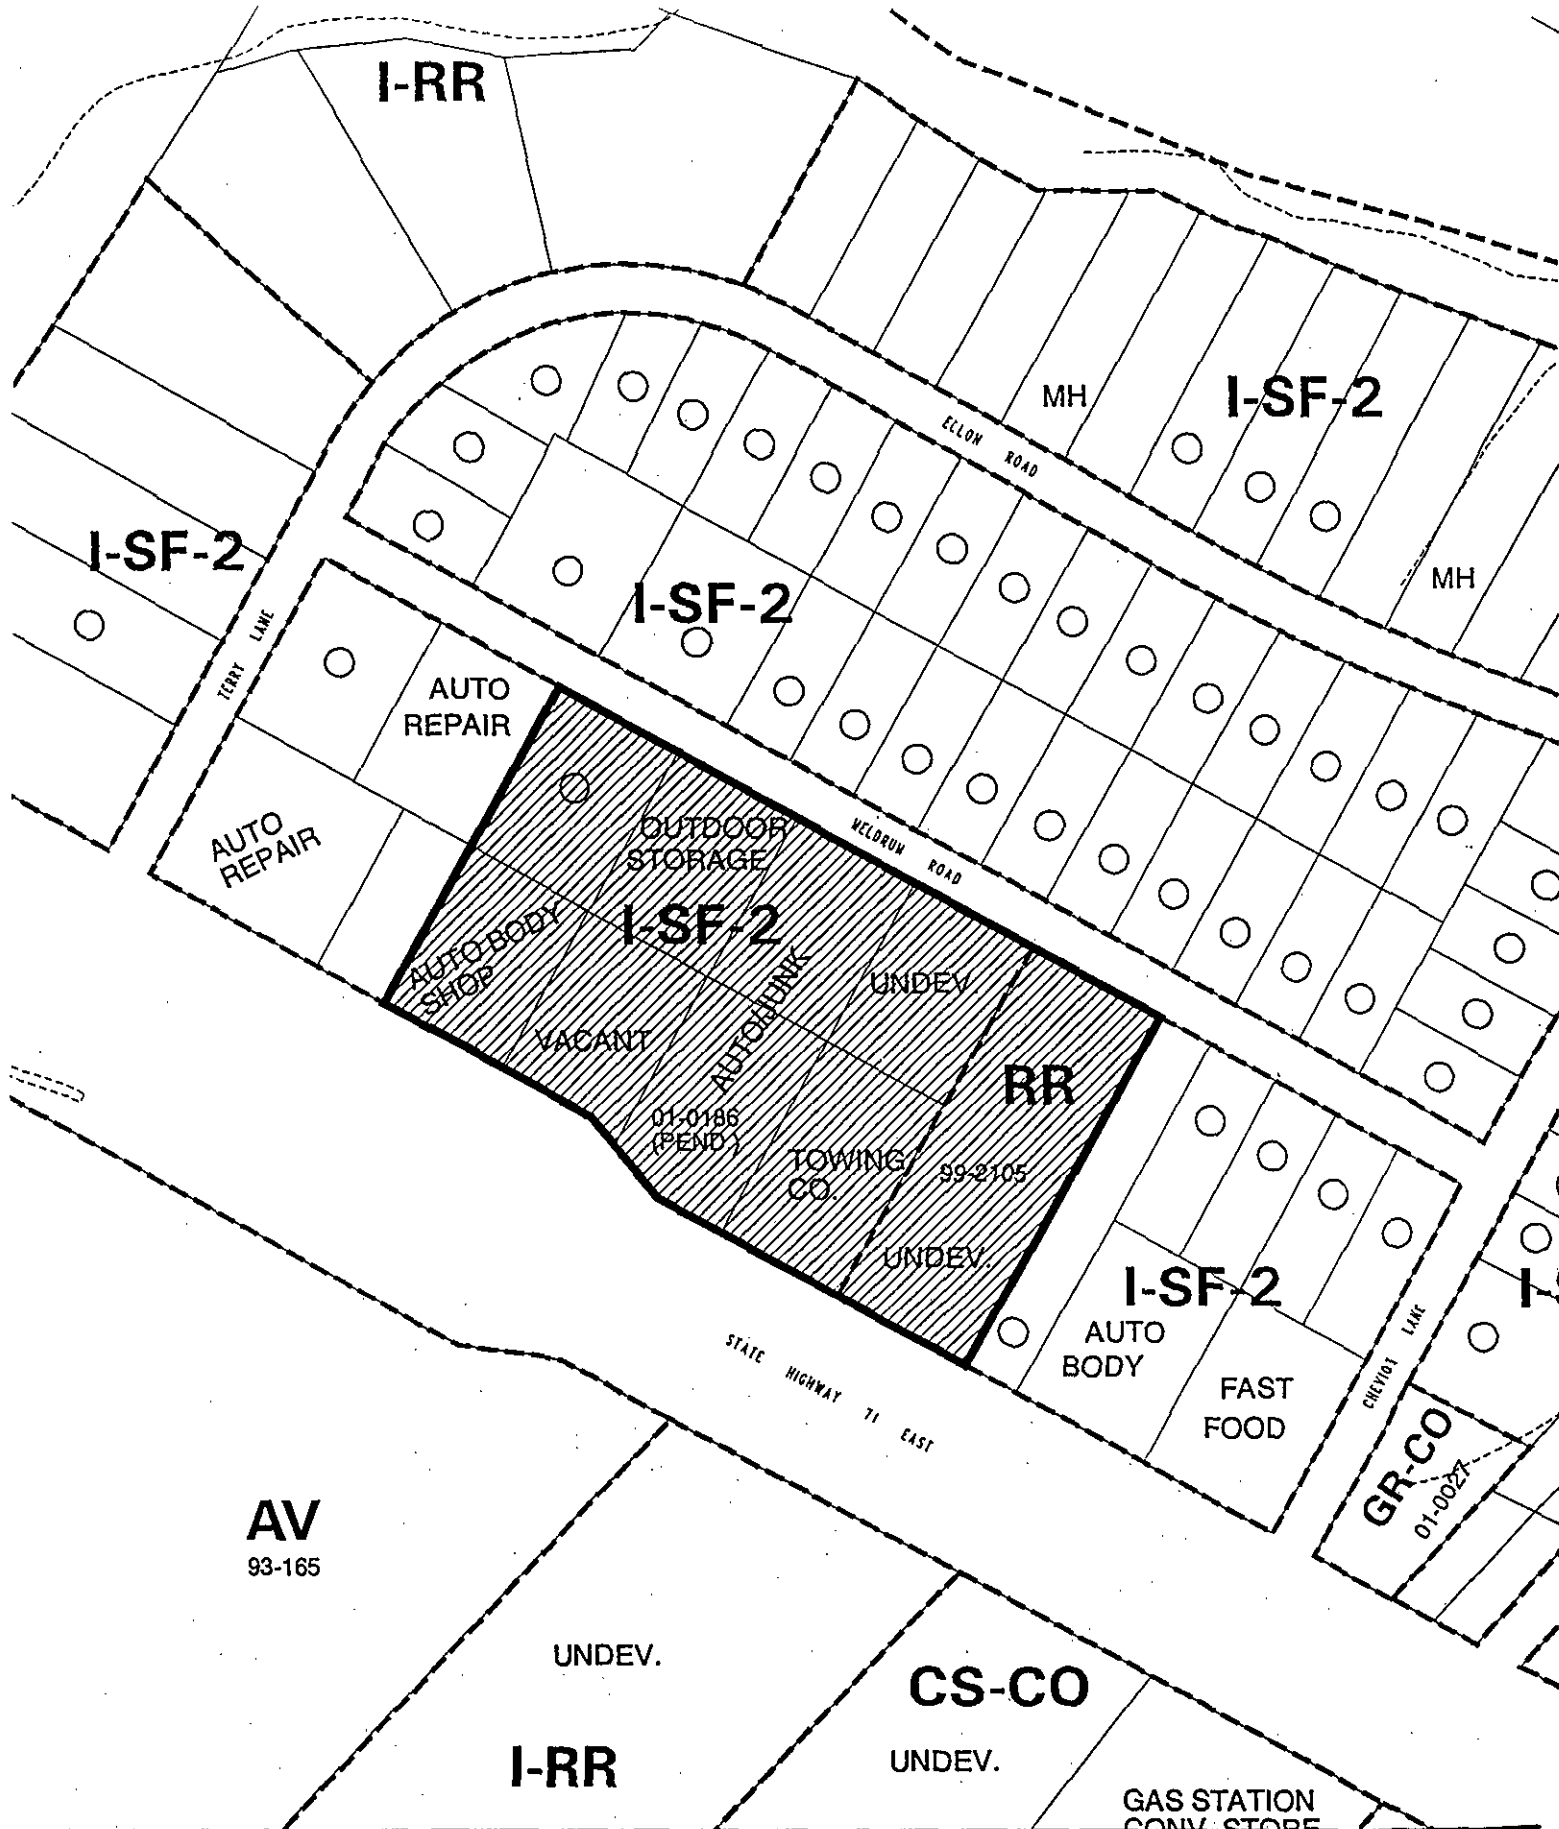 I-RR
MH
I-SF-2
ELLON ROAD
MH
I-SF-2
I-SF-2
TERRY LANE
AUTO
REPAIR
AUTO
REPAIR
OUTDOOR
STORAGE
MELDRUM ROAD
I-SF-2
AUTO BODY
SHOP
AUTO/JUNK
UNDEV.
VACANT
RR
01-0186
(PEND.)
TOWING
CO.
99-2105
UNDEV.
I-SF-2
AUTO
BODY
FAST
FOOD
CHEVIOT LANE
STATE HIGHWAY 71 EAST
GR-CO
01-0027
AV
93-165
UNDEV.
CS-CO
I-RR
UNDEV.
GAS STATION
CONV. STORE